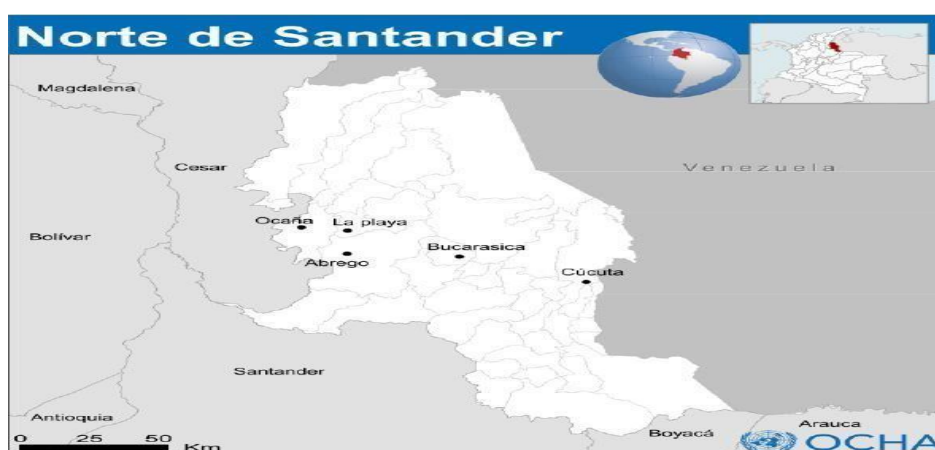 Norte de Santander
Magdalena
Cesar
Venezuela
Ocaña
La playa
Bolívar
Bucarasica
Abrego
Cúcuta
Santander
Antioquia
Arauca
Boyacá
0 25 50
Km
OCHA